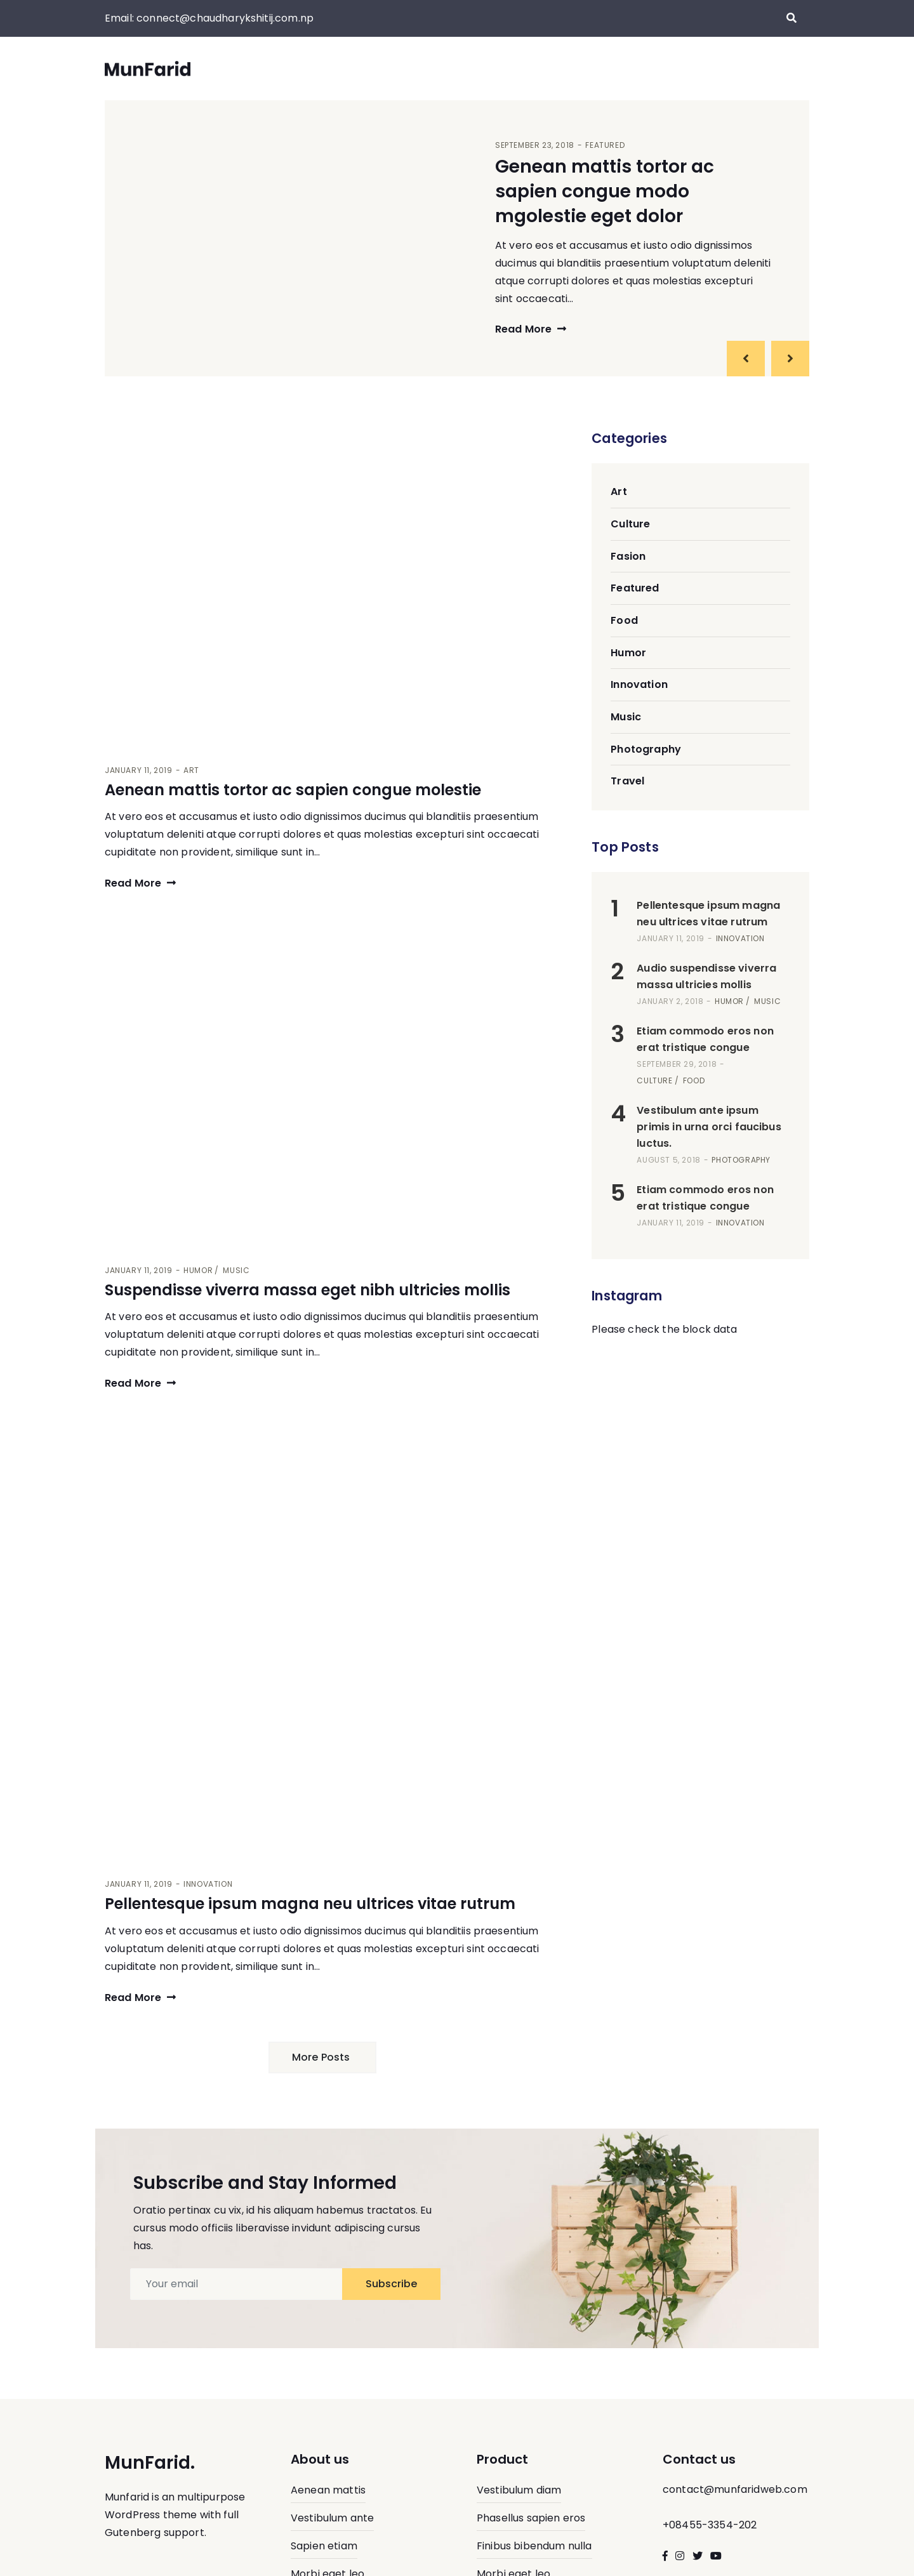 Email: connect@chaudharykshitij.com.np
MunFarid
SEPTEMBER 23, 2018 - FEATURED
Genean mattis tortor ac
sapien congue modo
mgolestie eget dolor
At vero eos et accusamus et iusto odio dignissimos
ducimus qui blanditiis praesentium voluptatum deleniti
atque corrupti dolores et quas molestias excepturi
sint occaecati...
Read More
JANUARY 11, 2019 - ART
Aenean mattis tortor ac sapien congue molestie
At vero eos et accusamus et iusto odio dignissimos ducimus qui blanditiis praesentium
voluptatum deleniti atque corrupti dolores et quas molestias excepturi sint occaecati
cupiditate non provident, similique sunt in...
Read More
JANUARY 11, 2019 - HUMOR / MUSIC
Suspendisse viverra massa eget nibh ultricies mollis
At vero eos et accusamus et iusto odio dignissimos ducimus qui blanditiis praesentium
voluptatum deleniti atque corrupti dolores et quas molestias excepturi sint occaecati
cupiditate non provident, similique sunt in...
Read More
JANUARY 11, 2019 - INNOVATION
Pellentesque ipsum magna neu ultrices vitae rutrum
At vero eos et accusamus et iusto odio dignissimos ducimus qui blanditiis praesentium
voluptatum deleniti atque corrupti dolores et quas molestias excepturi sint occaecati
cupiditate non provident, similique sunt in...
Read More
More Posts
Categories
Art
Culture
Fasion
Featured
Food
Humor
Innovation
Music
Photography
Travel
Top Posts
1
Pellentesque ipsum magna
neu ultrices vitae rutrum
JANUARY 11, 2019 - INNOVATION
2
Audio suspendisse viverra
massa ultricies mollis
JANUARY 2, 2018 - HUMOR / MUSIC
3
Etiam commodo eros non
erat tristique congue
SEPTEMBER 29, 2018 -
CULTURE / FOOD
4
Vestibulum ante ipsum
primis in urna orci faucibus
luctus.
AUGUST 5, 2018 - PHOTOGRAPHY
5
Etiam commodo eros non
erat tristique congue
JANUARY 11, 2019 - INNOVATION
Instagram
Please check the block data
Subscribe and Stay Informed
Oratio pertinax cu vix, id his aliquam habemus tractatos. Eu
cursus modo officiis liberavisse invidunt adipiscing cursus
has.
Your email
Subscribe
MunFarid.
Munfarid is an multipurpose
WordPress theme with full
Gutenberg support.
About us
Aenean mattis
Vestibulum ante
Sapien etiam
Morbi eget leo
Product
Vestibulum diam
Phasellus sapien eros
Finibus bibendum nulla
Morbi eget leo
Contact us
contact@munfaridweb.com
+08455-3354-202